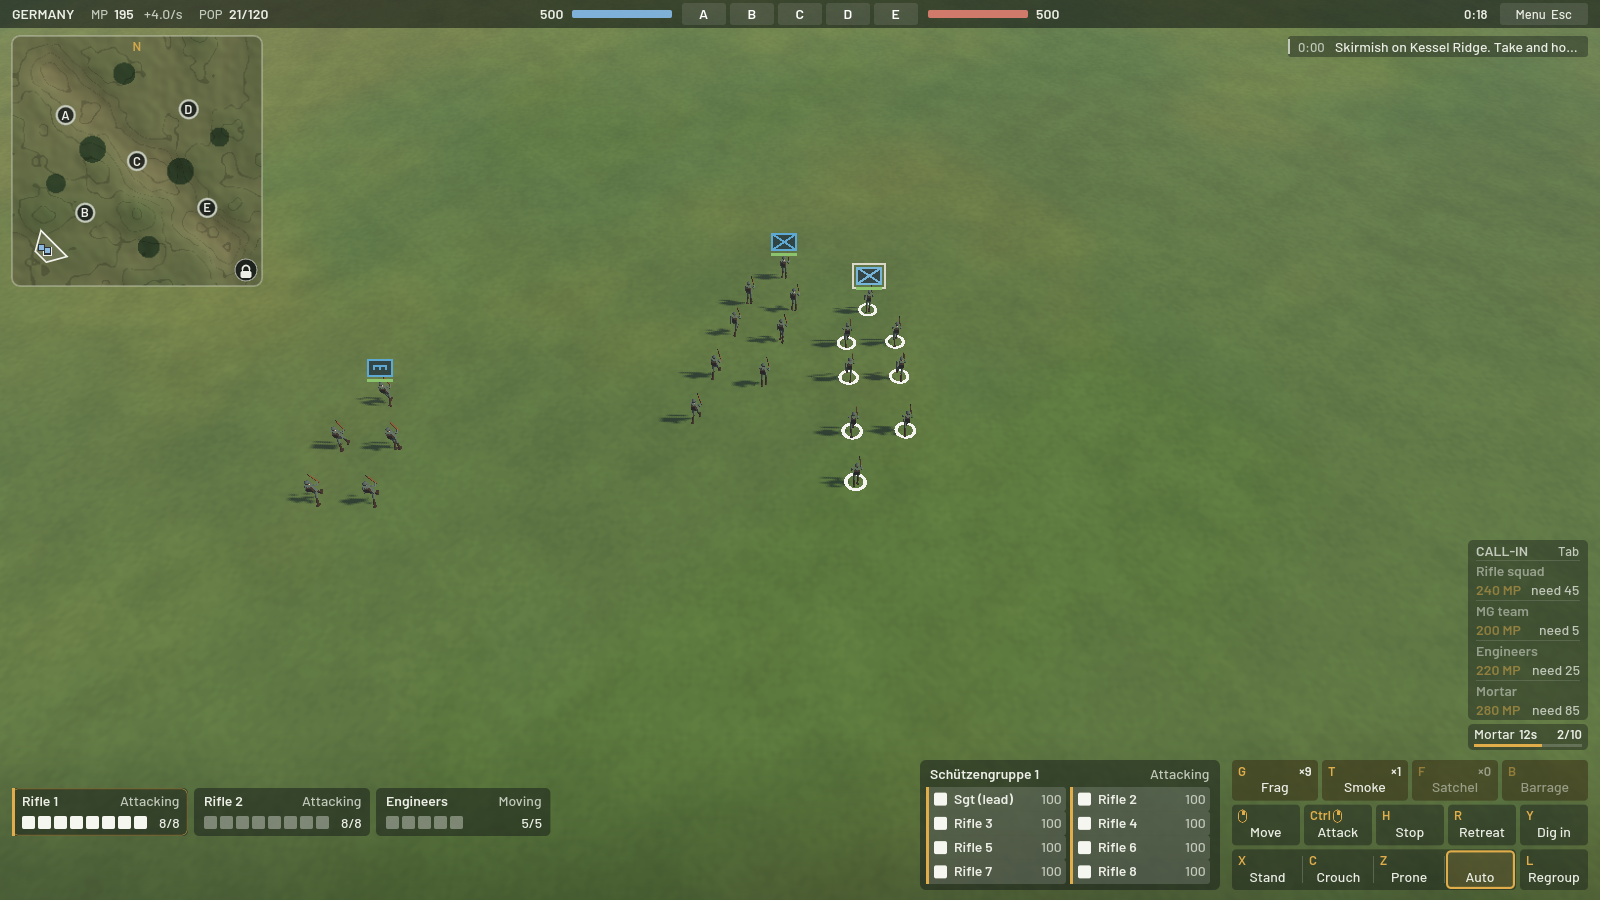 GERMANY MP 195 +4.0/s POP 21/120
500 A B C D E 500
0:18 Menu Esc
0:00 Skirmish on Kessel Ridge. Take and ho...
N
A
D
C
B
E
CALL-IN Tab
Rifle squad
240 MP need 45
MG team
200 MP need 5
Engineers
220 MP need 25
Mortar
280 MP need 85
Mortar 12s 2/10
Rifle 1 Attacking
8/8
Rifle 2 Attacking
8/8
Engineers Moving
5/5
Schützengruppe 1 Attacking
Sgt (lead) 100 Rifle 2 100
Rifle 3 100 Rifle 4 100
Rifle 5 100 Rifle 6 100
Rifle 7 100 Rifle 8 100
G ×9 T ×1 F ×0 B
Frag Smoke Satchel Barrage
Ctrl H R Y
Move Attack Stop Retreat Dig in
X C Z L
Stand Crouch Prone Auto Regroup